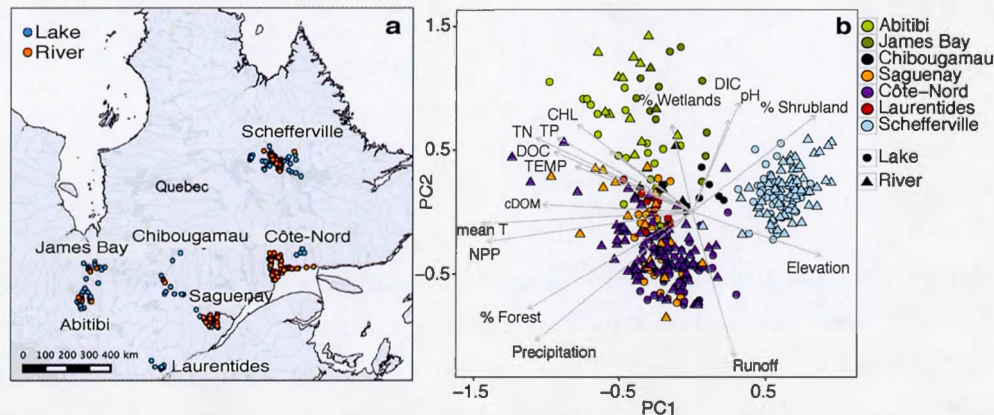 a
Lake
River
Schefferville
Quebec
James Bay
Chibougamau
Côte-Nord
Saguenay
Abitibi
Laurentides
0 100 200 300 400 km
b
1.5
0.5
−0.5
PC2
−1.5
−0.5
0.5
PC1
DIC
pH
% Wetlands
% Shrubland
CHL
TN TP
DOC
TEMP
cDOM
mean T
NPP
Elevation
% Forest
Precipitation
Runoff
Abitibi
James Bay
Chibougamau
Saguenay
Côte−Nord
Laurentides
Schefferville
Lake
River